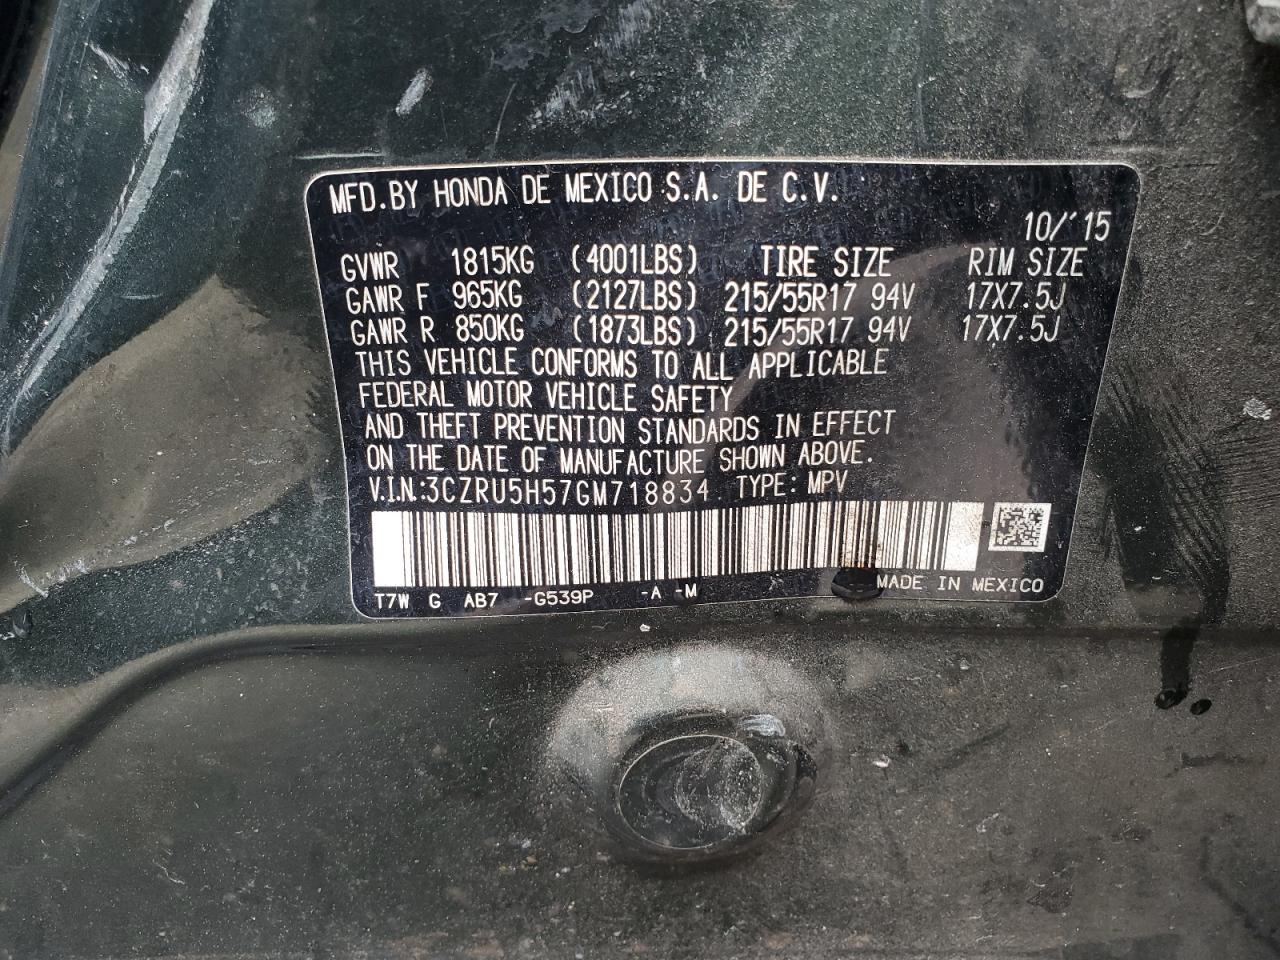 MFD.BY HONDA DE MEXICO S.A. DE C.V.
10/'15
GVWR 1815KG (4001LBS) TIRE SIZE RIM SIZE
GAWR F 965KG (2127LBS) 215/55R17 94V 17X7.5J
GAWR R 850KG (1873LBS) 215/55R17 94V 17X7.5J
THIS VEHICLE CONFORMS TO ALL APPLICABLE
FEDERAL MOTOR VEHICLE SAFETY
AND THEFT PREVENTION STANDARDS IN EFFECT
ON THE DATE OF MANUFACTURE SHOWN ABOVE.
V.I.N.:3CZRU5H57GM718834 TYPE: MPV
T7W G AB7 -G539P -A -M MADE IN MEXICO